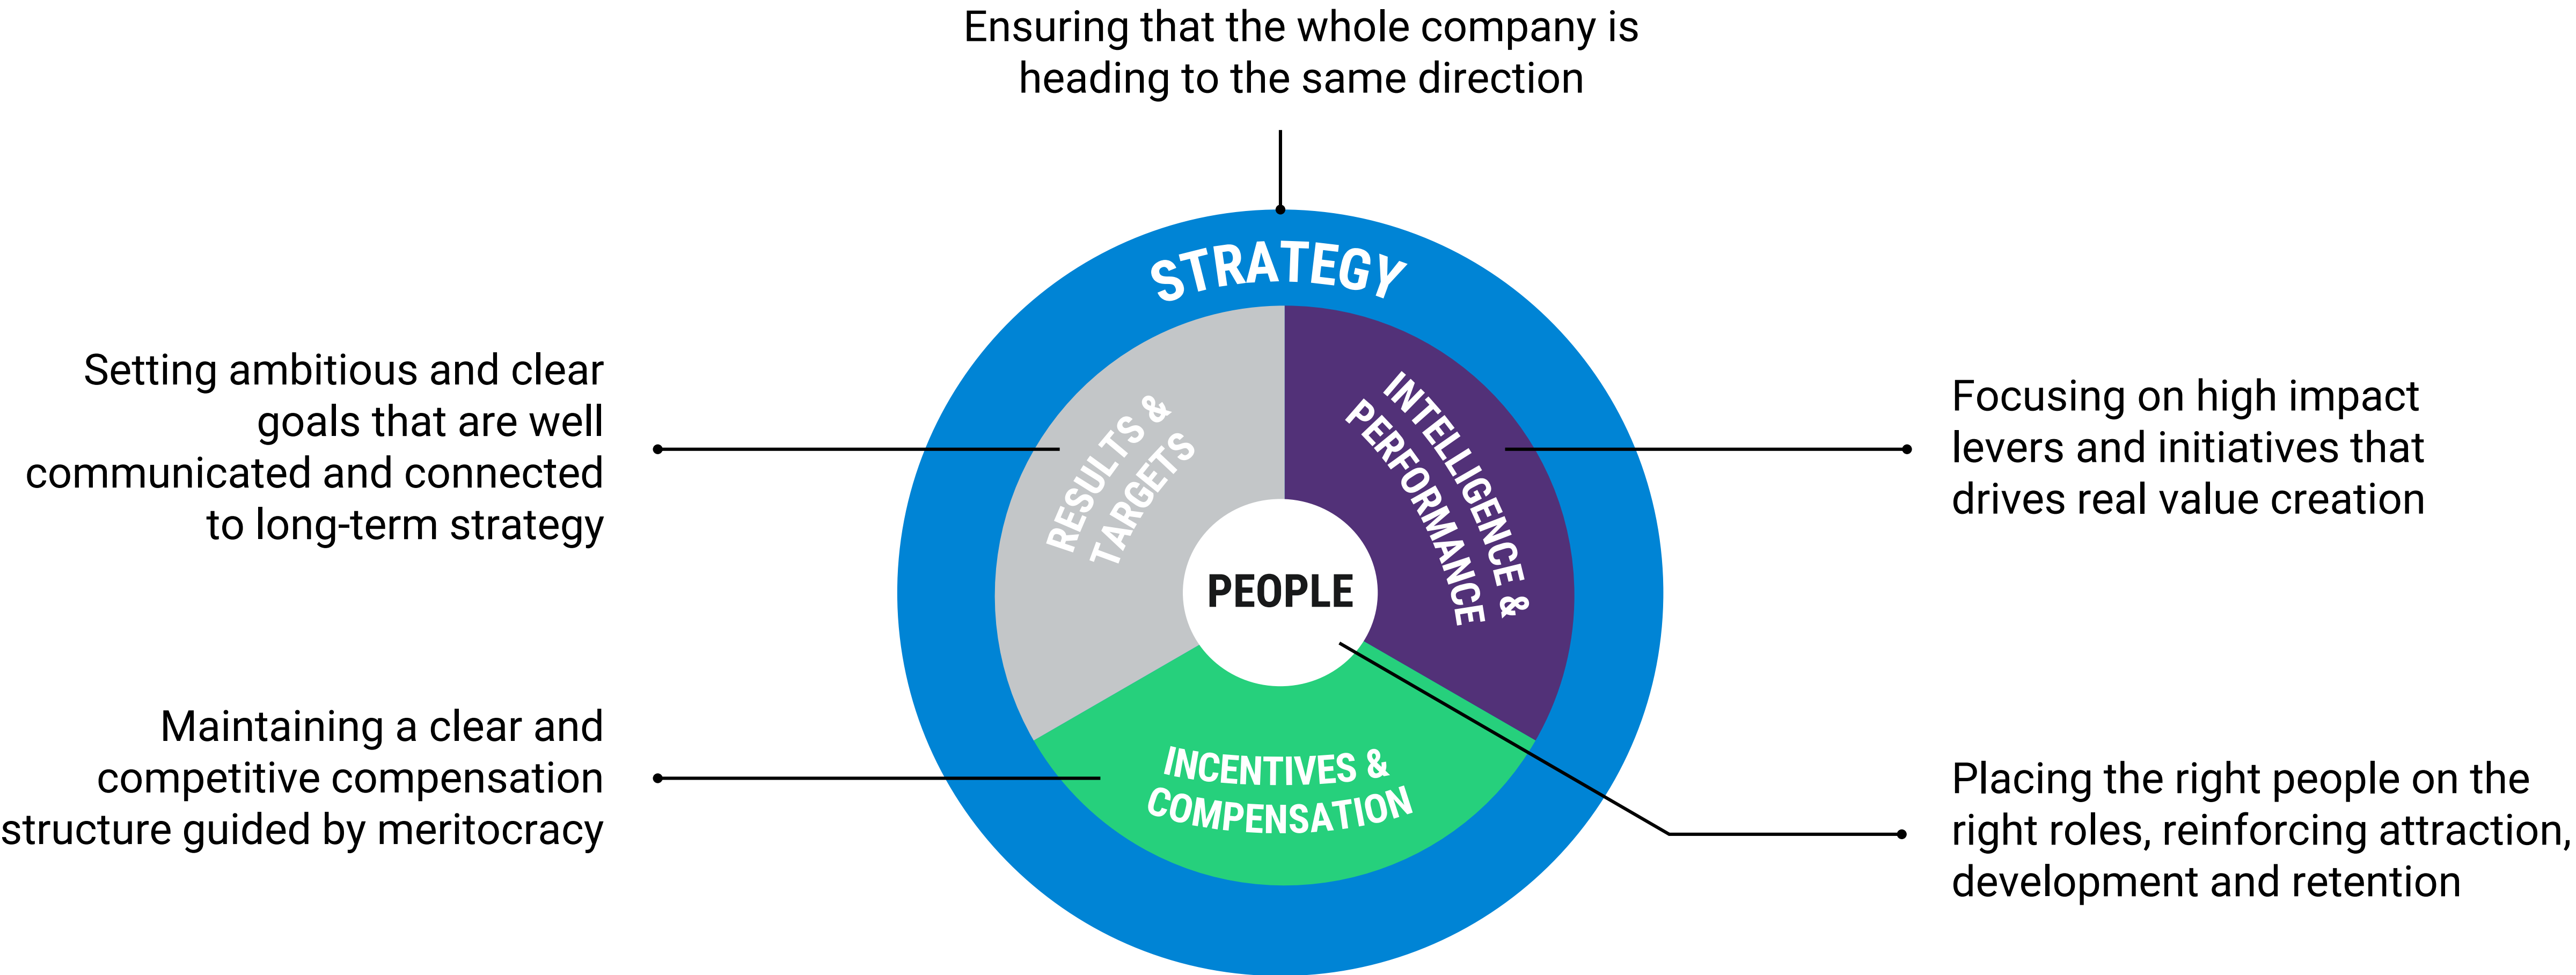 Ensuring that the whole company is
heading to the same direction
STRATEGY
Setting ambitious and clear
goals that are well
communicated and connected
to long-term strategy
RESULTS &
TARGETS
INTELLIGENCE &
PERFORMANCE
Focusing on high impact
levers and initiatives that
drives real value creation
PEOPLE
Maintaining a clear and
competitive compensation
structure guided by meritocracy
INCENTIVES &
COMPENSATION
Placing the right people on the
right roles, reinforcing attraction,
development and retention